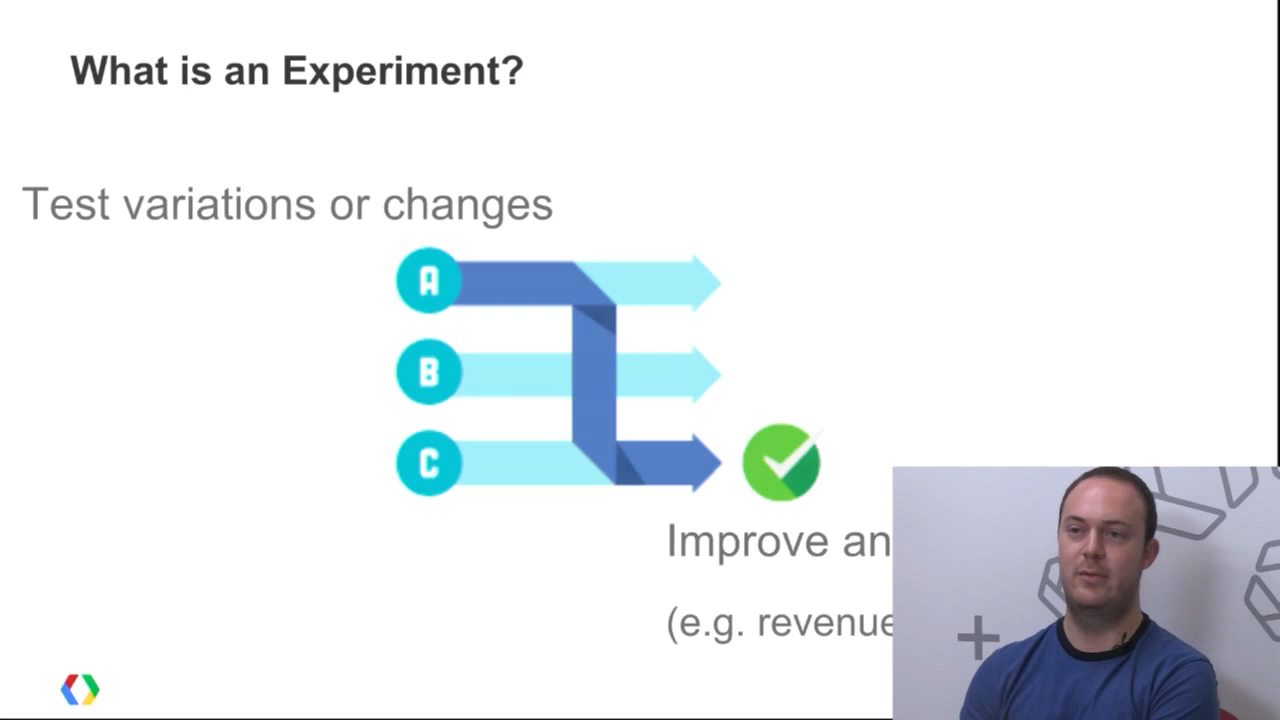 What is an Experiment?
Test variations or changes
A
B
C
Improve an
(e.g. revenue